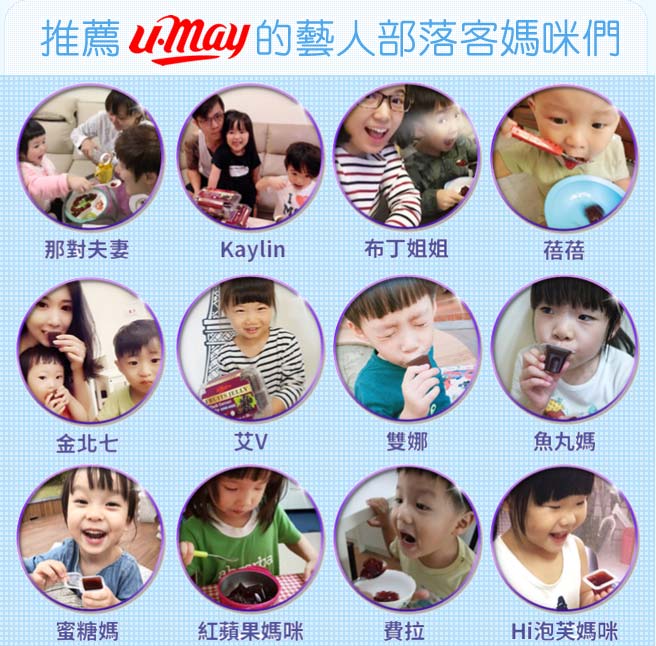 推薦 u·may 的藝人部落客媽咪們
那對夫妻 Kaylin 布丁姐姐 蓓蓓
FRUITS JELLY
金北七 艾V 雙娜 魚丸媽
蜜糖媽 紅蘋果媽咪 費拉 Hi泡芙媽咪